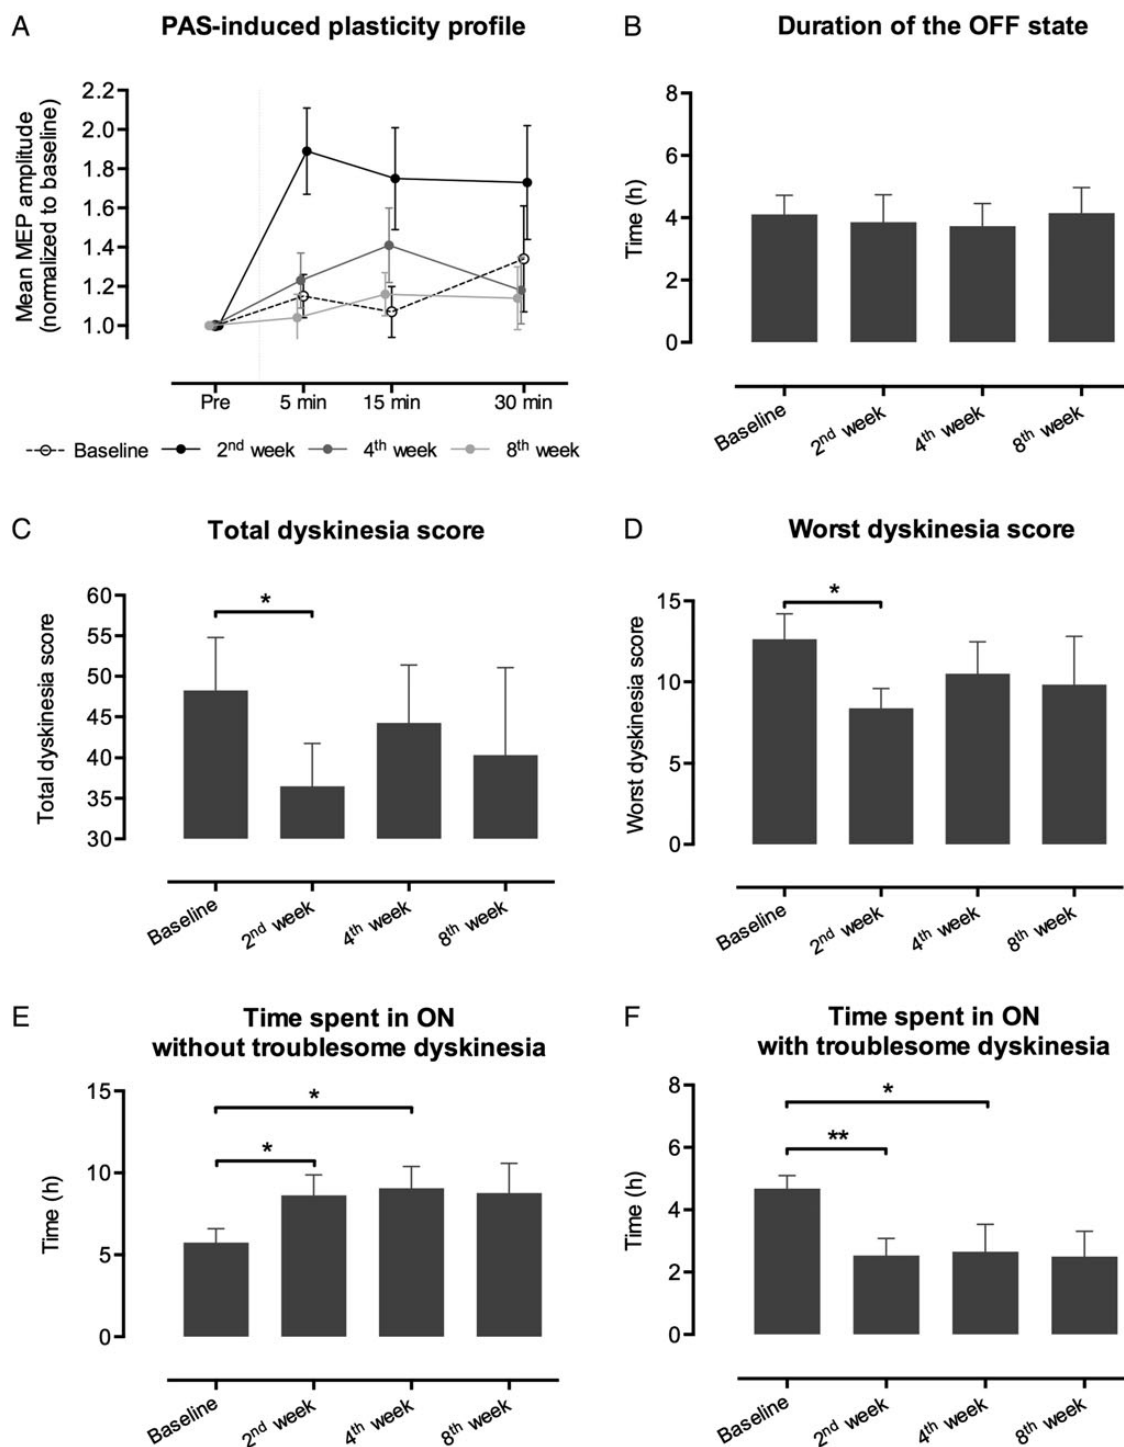 A PAS-induced plasticity profile
Mean MEP amplitude
(normalized to baseline)
2.2
2.0
1.8
1.6
1.4
1.2
1.0
Pre 5 min 15 min 30 min
Baseline 2nd week 4th week 8th week
B Duration of the OFF state
Time (h)
8
6
4
2
0
Baseline 2nd week 4th week 8th week
C Total dyskinesia score
Total dyskinesia score
60
55
50
45
40
35
30
*
Baseline 2nd week 4th week 8th week
D Worst dyskinesia score
Worst dyskinesia score
15
10
5
0
*
Baseline 2nd week 4th week 8th week
E Time spent in ON
without troublesome dyskinesia
Time (h)
15
10
5
0
*
*
Baseline 2nd week 4th week 8th week
F Time spent in ON
with troublesome dyskinesia
Time (h)
8
6
4
2
0
*
**
Baseline 2nd week 4th week 8th week